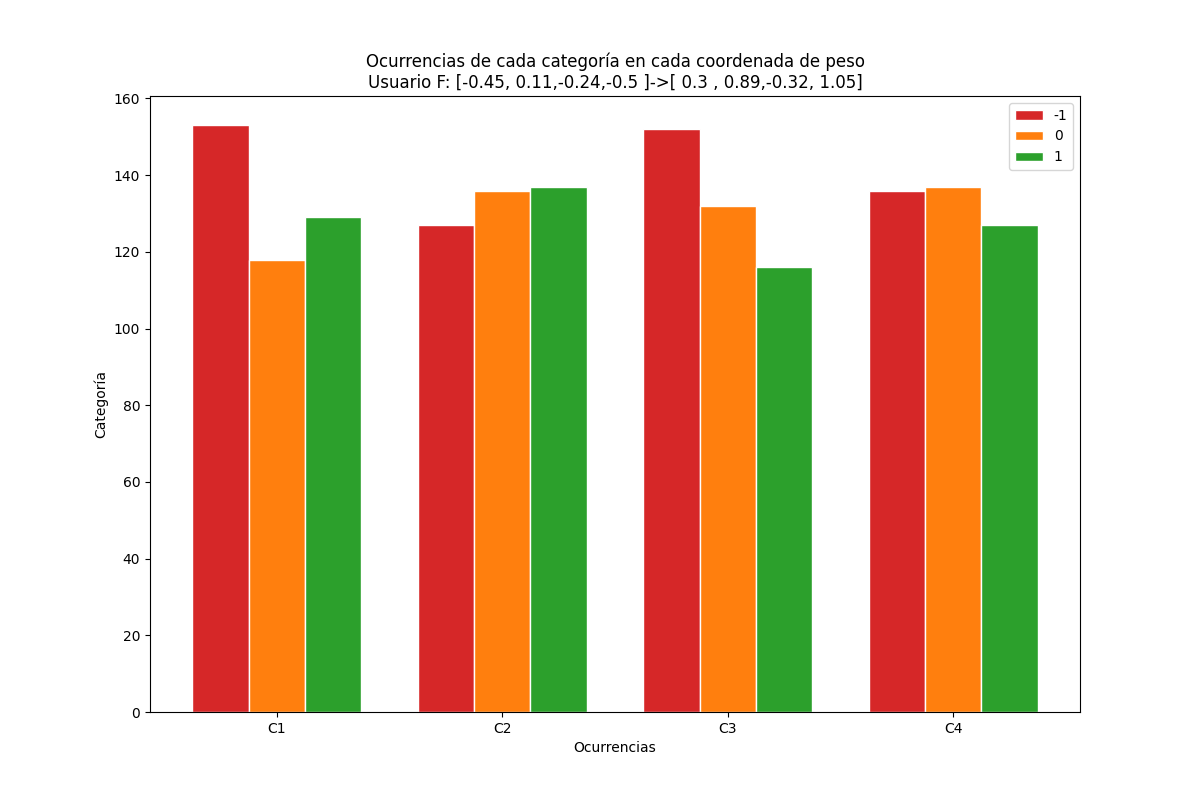 Ocurrencias de cada categoría en cada coordenada de peso
Usuario F: [-0.45, 0.11,-0.24,-0.5 ]->[ 0.3 , 0.89,-0.32, 1.05]
-1
0
1
160
140
120
100
80
60
40
20
0
Categoría
C1 C2 C3 C4
Ocurrencias